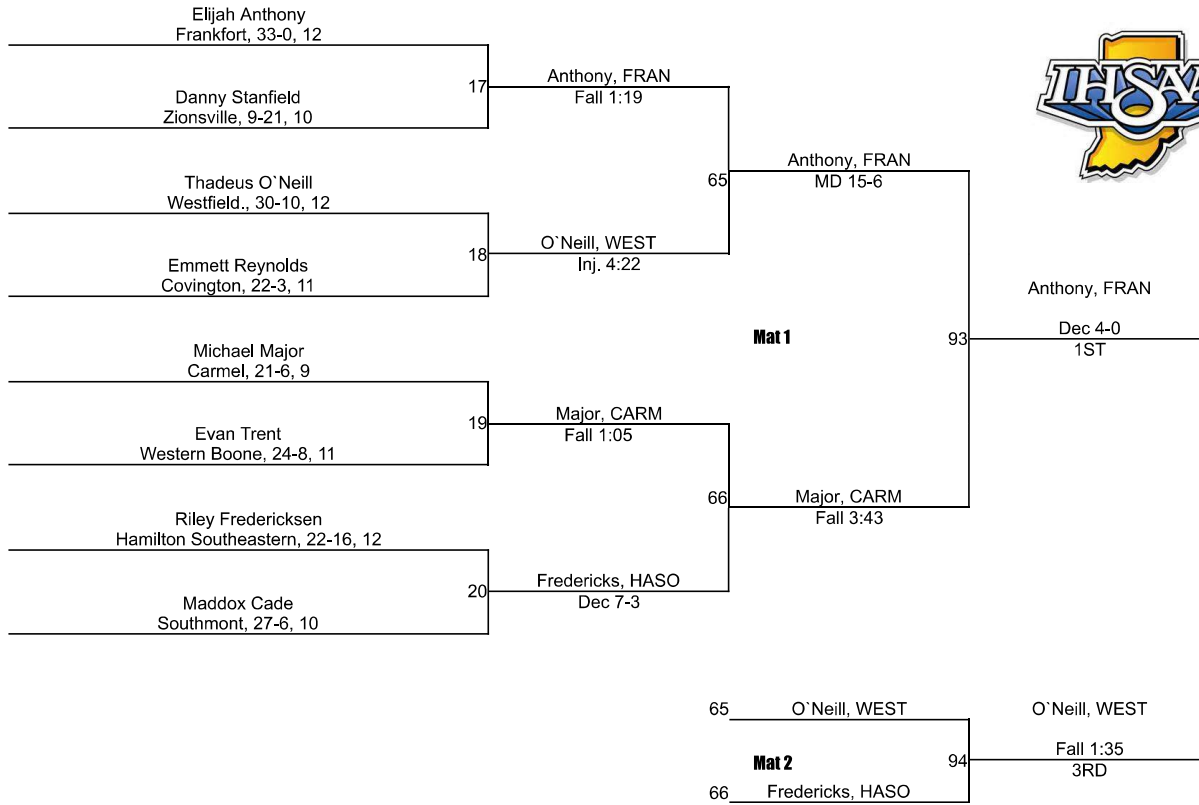 Elijah Anthony
Frankfort, 33-0, 12
Danny Stanfield
Zionsville, 9-21, 10
17
Anthony, FRAN
Fall 1:19
Thadeus O`Neill
Westfield., 30-10, 12
Emmett Reynolds
Covington, 22-3, 11
18
O`Neill, WEST
Inj. 4:22
65
Anthony, FRAN
MD 15-6
Michael Major
Carmel, 21-6, 9
Evan Trent
Western Boone, 24-8, 11
19
Major, CARM
Fall 1:05
Riley Fredericksen
Hamilton Southeastern, 22-16, 12
Maddox Cade
Southmont, 27-6, 10
20
Fredericks, HASO
Dec 7-3
66
Major, CARM
Fall 3:43
Mat 1
93
Anthony, FRAN
Dec 4-0
1ST
IHSAA
65
O`Neill, WEST
Mat 2
66
Fredericks, HASO
94
O`Neill, WEST
Fall 1:35
3RD